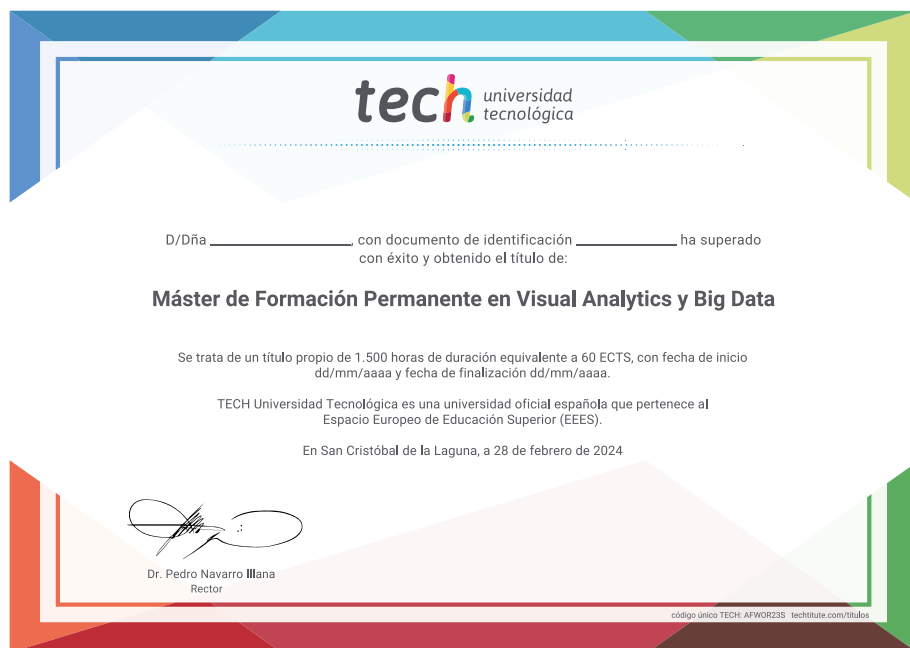 tech universidad
tecnológica
D/Dña ______________, con documento de identificación __________ ha superado
con éxito y obtenido el título de:
Máster de Formación Permanente en Visual Analytics y Big Data
Se trata de un título propio de 1.500 horas de duración equivalente a 60 ECTS, con fecha de inicio
dd/mm/aaaa y fecha de finalización dd/mm/aaaa.
TECH Universidad Tecnológica es una universidad oficial española que pertenece al
Espacio Europeo de Educación Superior (EEES).
En San Cristóbal de la Laguna, a 28 de febrero de 2024
Dr. Pedro Navarro Illana
Rector
código único TECH: AFWOR23S techtitute.com/titulos